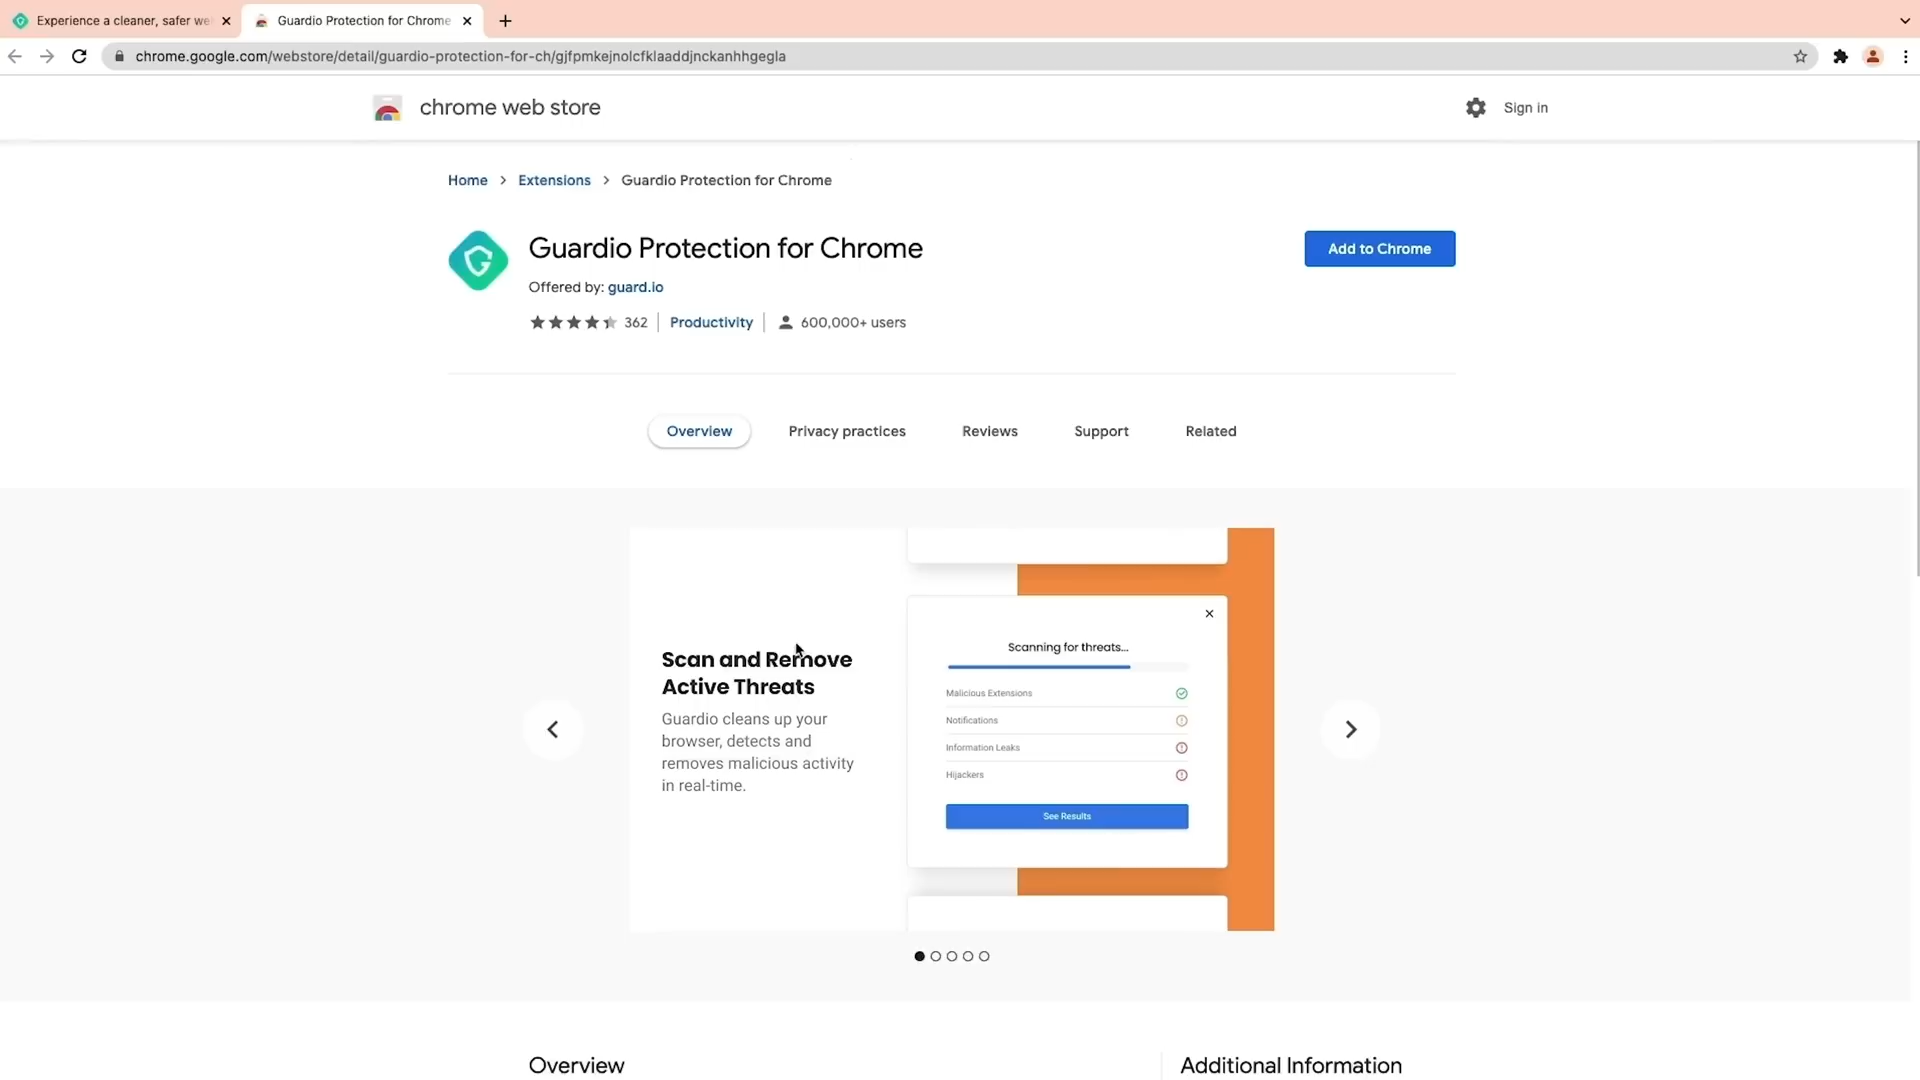 Experience a cleaner, safer we
Guardio Protection for Chrome
chrome.google.com/webstore/detail/guardio-protection-for-ch/gjfpmkejnolcfklaaddjnckanhhgegla
chrome web store
Sign in
Home > Extensions > Guardio Protection for Chrome
Guardio Protection for Chrome
Add to Chrome
Offered by: guard.io
362 Productivity 600,000+ users
Overview Privacy practices Reviews Support Related
Scan and Remove
Active Threats
Guardio cleans up your
browser, detects and
removes malicious activity
in real-time.
Scanning for threats...
Malicious Extensions
Notifications
Information Leaks
Hijackers
See Results
Overview
Additional Information